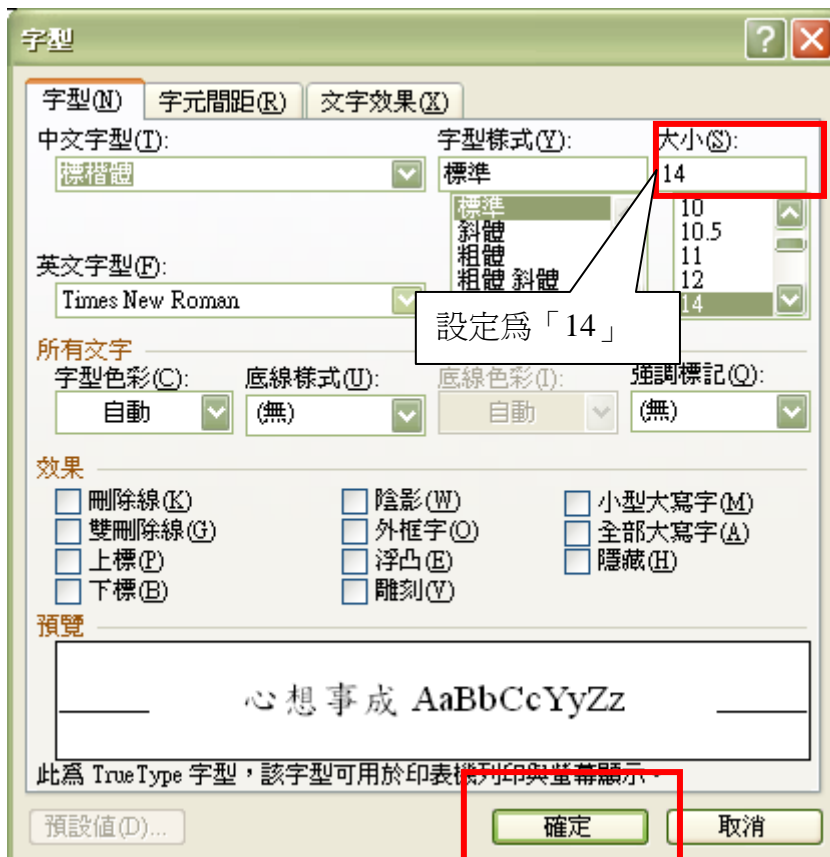 字型
字型(N) 字元間距(R) 文字效果(X)
中文字型(T): 字型樣式(Y): 大小(S):
標楷體 標準 14
標準 10
斜體 10.5
粗體 11
粗體 斜體 12
14
英文字型(F):
Times New Roman
設定為「14」
所有文字
字型色彩(C): 底線樣式(U): 底線色彩(I): 強調標記(Q):
自動 (無) 自動 (無)
效果
刪除線(K) 陰影(W) 小型大寫字(M)
雙刪除線(G) 外框字(O) 全部大寫字(A)
上標(P) 浮凸(E) 隱藏(H)
下標(B) 雕刻(V)
預覽
心想事成 AaBbCcYyZz
此為 TrueType 字型，該字型可用於印表機列印與螢幕顯示。
預設值(D)... 確定 取消